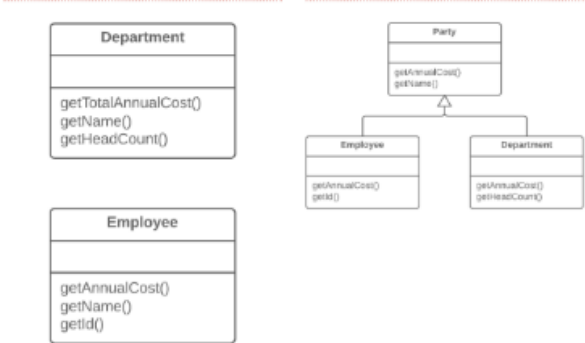 Department
getTotalAnnualCost()
getName()
getHeadCount()
Employee
getAnnualCost()
getName()
getId()
Party
getAnnualCost()
getName()
Employee
getAnnualCost()
getId()
Department
getAnnualCost()
getHeadCount()